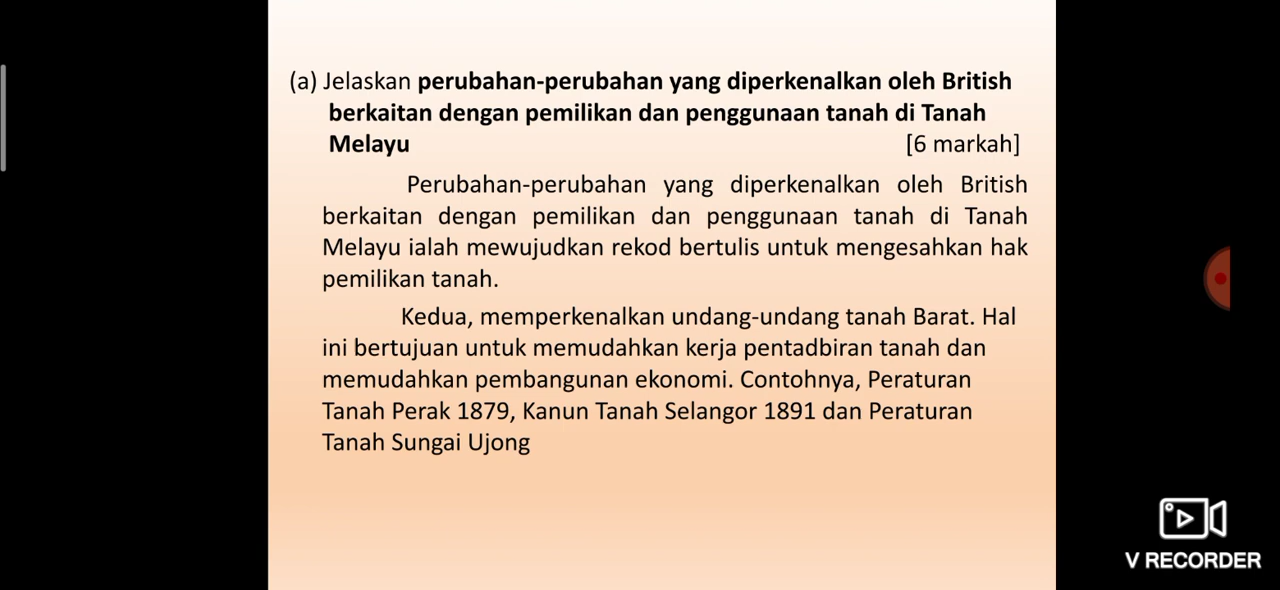 (a) Jelaskan perubahan-perubahan yang diperkenalkan oleh British
berkaitan dengan pemilikan dan penggunaan tanah di Tanah
Melayu [6 markah]
Perubahan-perubahan yang diperkenalkan oleh British
berkaitan dengan pemilikan dan penggunaan tanah di Tanah
Melayu ialah mewujudkan rekod bertulis untuk mengesahkan hak
pemilikan tanah.
Kedua, memperkenalkan undang-undang tanah Barat. Hal
ini bertujuan untuk memudahkan kerja pentadbiran tanah dan
memudahkan pembangunan ekonomi. Contohnya, Peraturan
Tanah Perak 1879, Kanun Tanah Selangor 1891 dan Peraturan
Tanah Sungai Ujong
V RECORDER